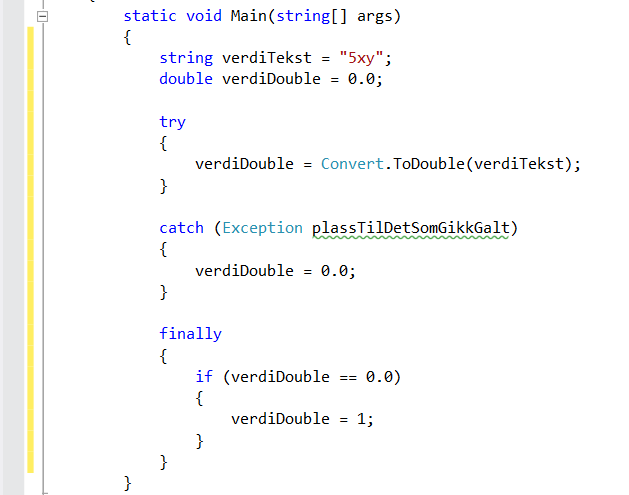 static void Main(string[] args)
{
string verdiTekst = "5xy";
double verdiDouble = 0.0;
try
{
verdiDouble = Convert.ToDouble(verdiTekst);
}
catch (Exception plassTilDetSomGikkGalt)
{
verdiDouble = 0.0;
}
finally
{
if (verdiDouble == 0.0)
{
verdiDouble = 1;
}
}
}